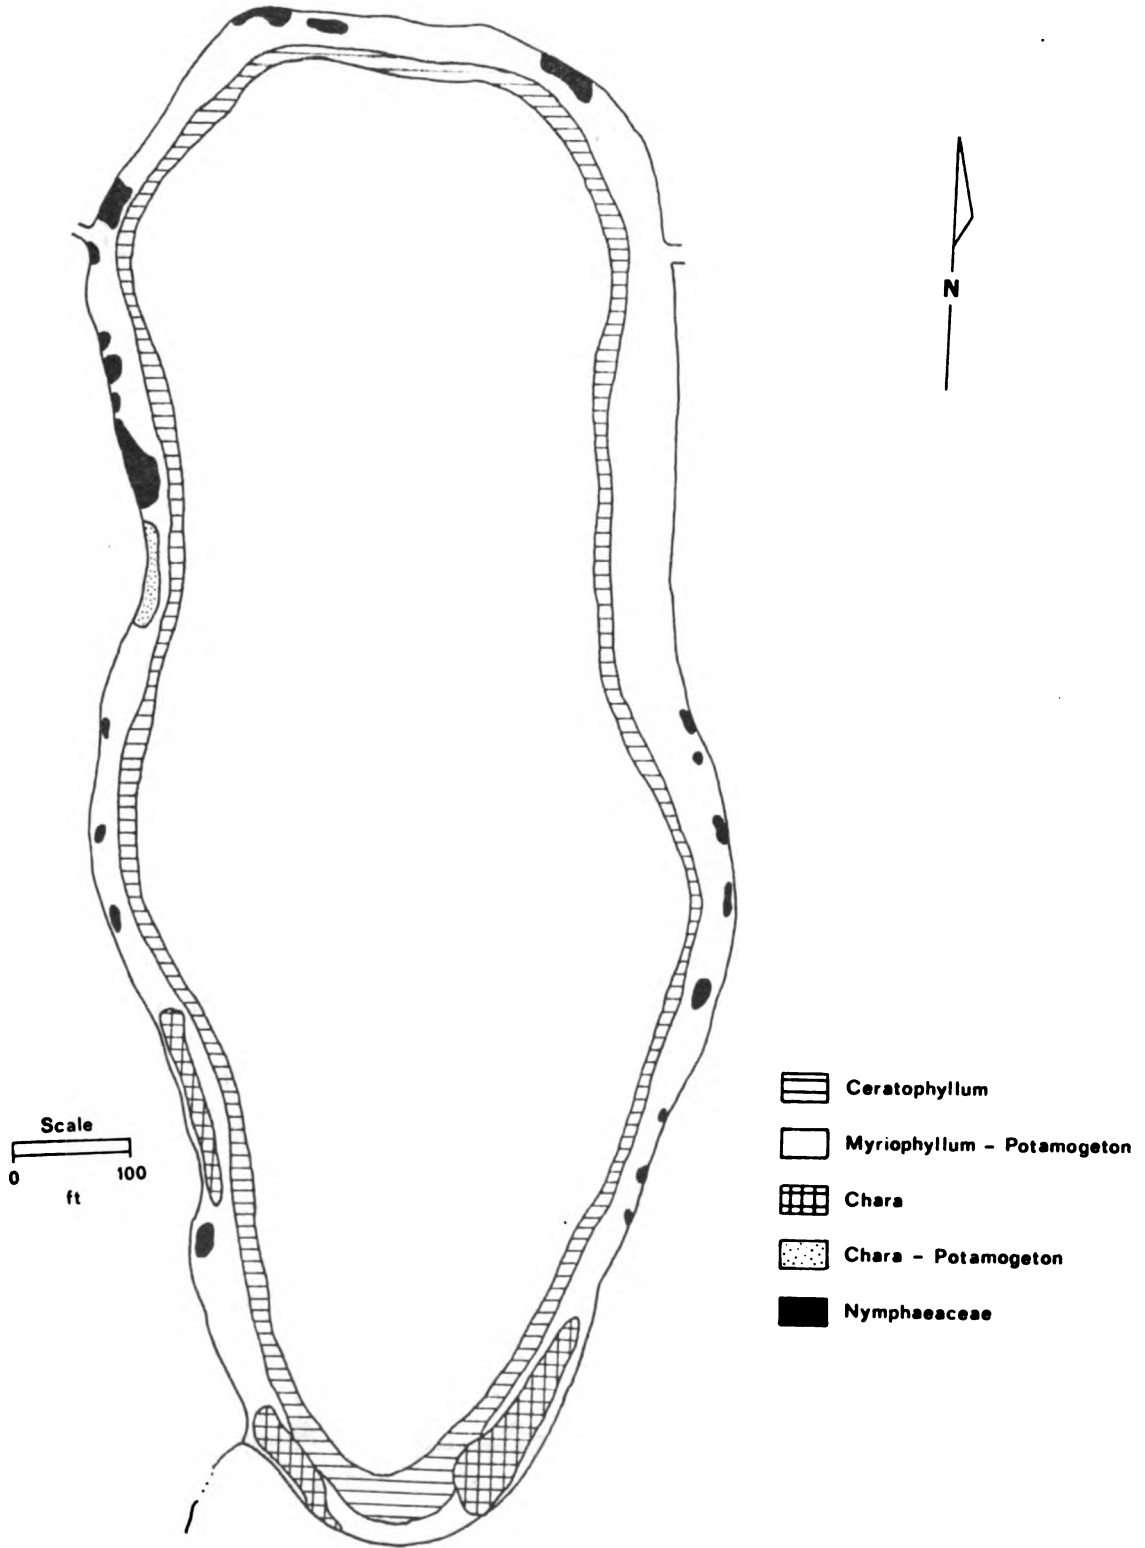 N
Scale
0 100
ft
Ceratophyllum
Myriophyllum – Potamogeton
Chara
Chara – Potamogeton
Nymphaeaceae